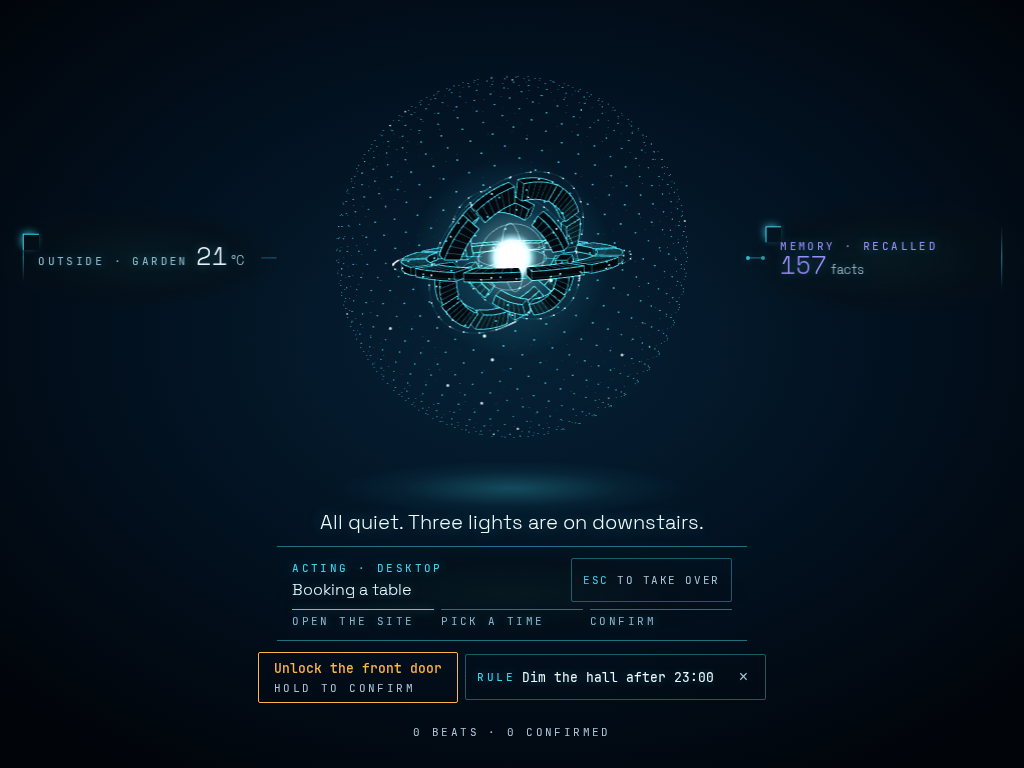 OUTSIDE · GARDEN 21 °C
MEMORY · RECALLED
157 facts
All quiet. Three lights are on downstairs.
ACTING · DESKTOP
Booking a table
ESC TO TAKE OVER
OPEN THE SITE
PICK A TIME
CONFIRM
Unlock the front door
HOLD TO CONFIRM
RULE Dim the hall after 23:00 ×
0 BEATS · 0 CONFIRMED